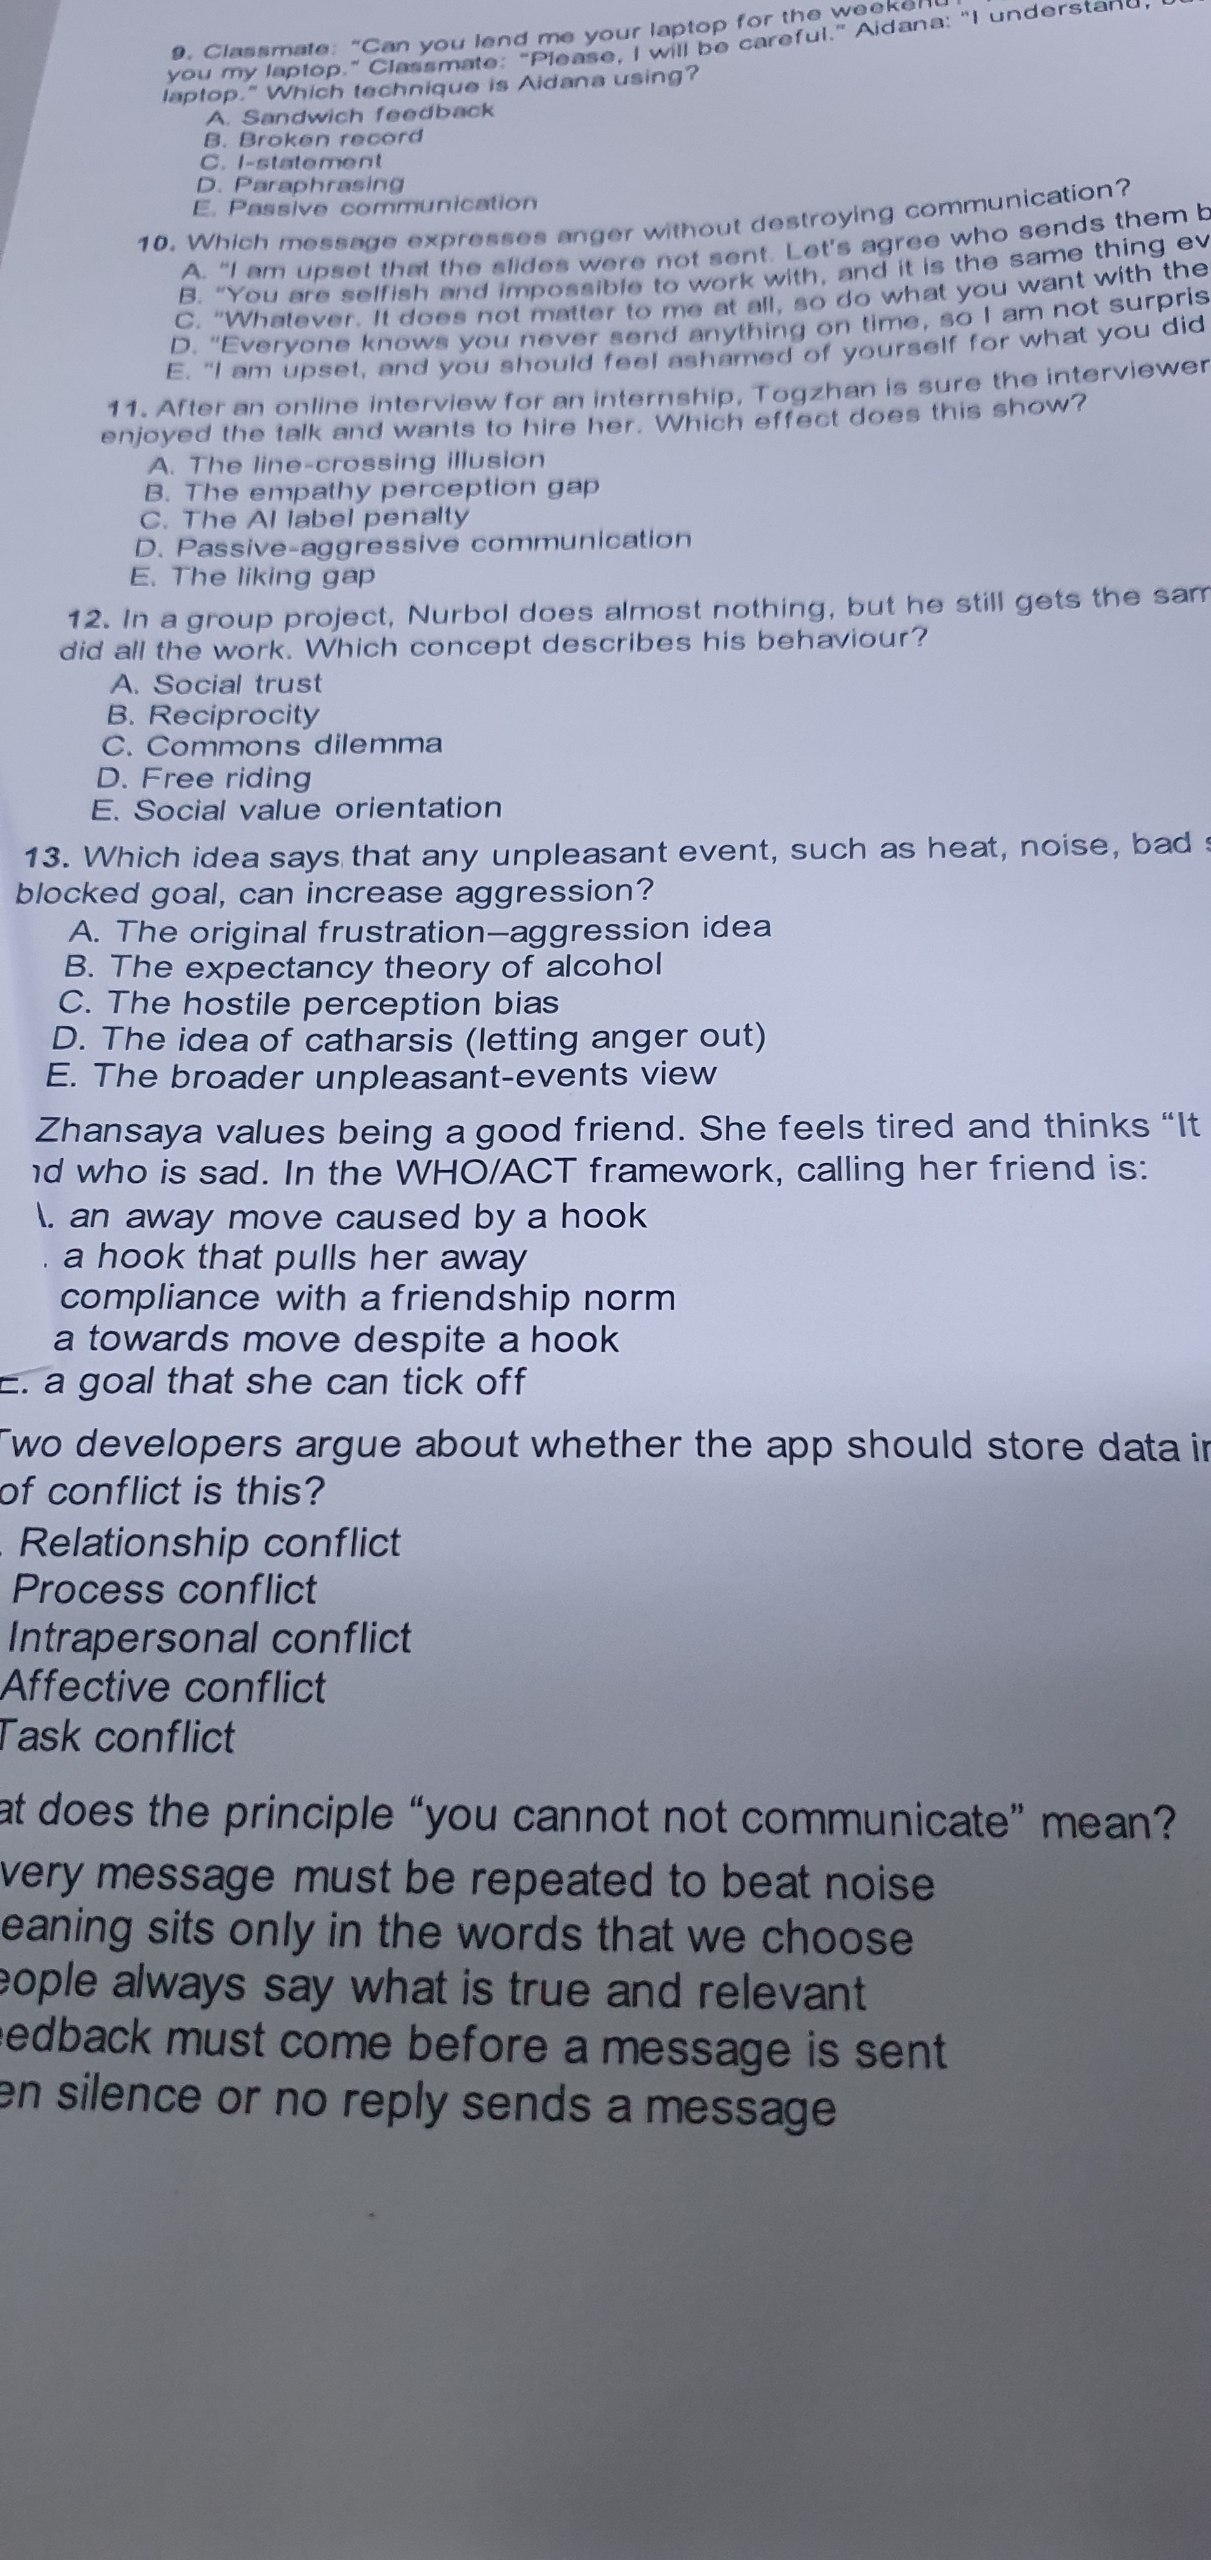 9. Classmate: "Can you lend me your laptop for the
you my laptop." Classmate: "Please, I will be careful." Aidana: "I understand,
laptop." Which technique is Aidana using?
A. Sandwich feedback
B. Broken record
C. I-statement
D. Paraphrasing
E. Passive communication
10. Which message expresses anger without destroying communication?
A. "I am upset that the slides were not sent. Let's agree who sends them
B. "You are selfish and impossible to work with, and it is the same thing
C. "Whatever. It does not matter to me at all, so do what you want with the
D. "Everyone knows you never send anything on time, so I am not
E. "I am upset, and you should feel ashamed of yourself for what you did
11. After an online interview for an internship, Togzhan is sure the interviewer
enjoyed the talk and wants to hire her. Which effect does this show?
A. The line-crossing illusion
B. The empathy perception gap
C. The AI label penalty
D. Passive-aggressive communication
E. The liking gap
12. In a group project, Nurbol does almost nothing, but he still gets the
did all the work. Which concept describes his behaviour?
A. Social trust
B. Reciprocity
C. Commons dilemma
D. Free riding
E. Social value orientation
13. Which idea says that any unpleasant event, such as heat, noise, bad
blocked goal, can increase aggression?
A. The original frustration–aggression idea
B. The expectancy theory of alcohol
C. The hostile perception bias
D. The idea of catharsis (letting anger out)
E. The broader unpleasant-events view
Zhansaya values being a good friend. She feels tired and thinks "It
who is sad. In the WHO/ACT framework, calling her friend is:
an away move caused by a hook
a hook that pulls her away
compliance with a friendship norm
a towards move despite a hook
E. a goal that she can tick off
Two developers argue about whether the app should store data
of conflict is this?
Relationship conflict
Process conflict
Intrapersonal conflict
Affective conflict
Task conflict
does the principle "you cannot not communicate" mean?
very message must be repeated to beat noise
eaning sits only in the words that we choose
eople always say what is true and relevant
edback must come before a message is sent
en silence or no reply sends a message